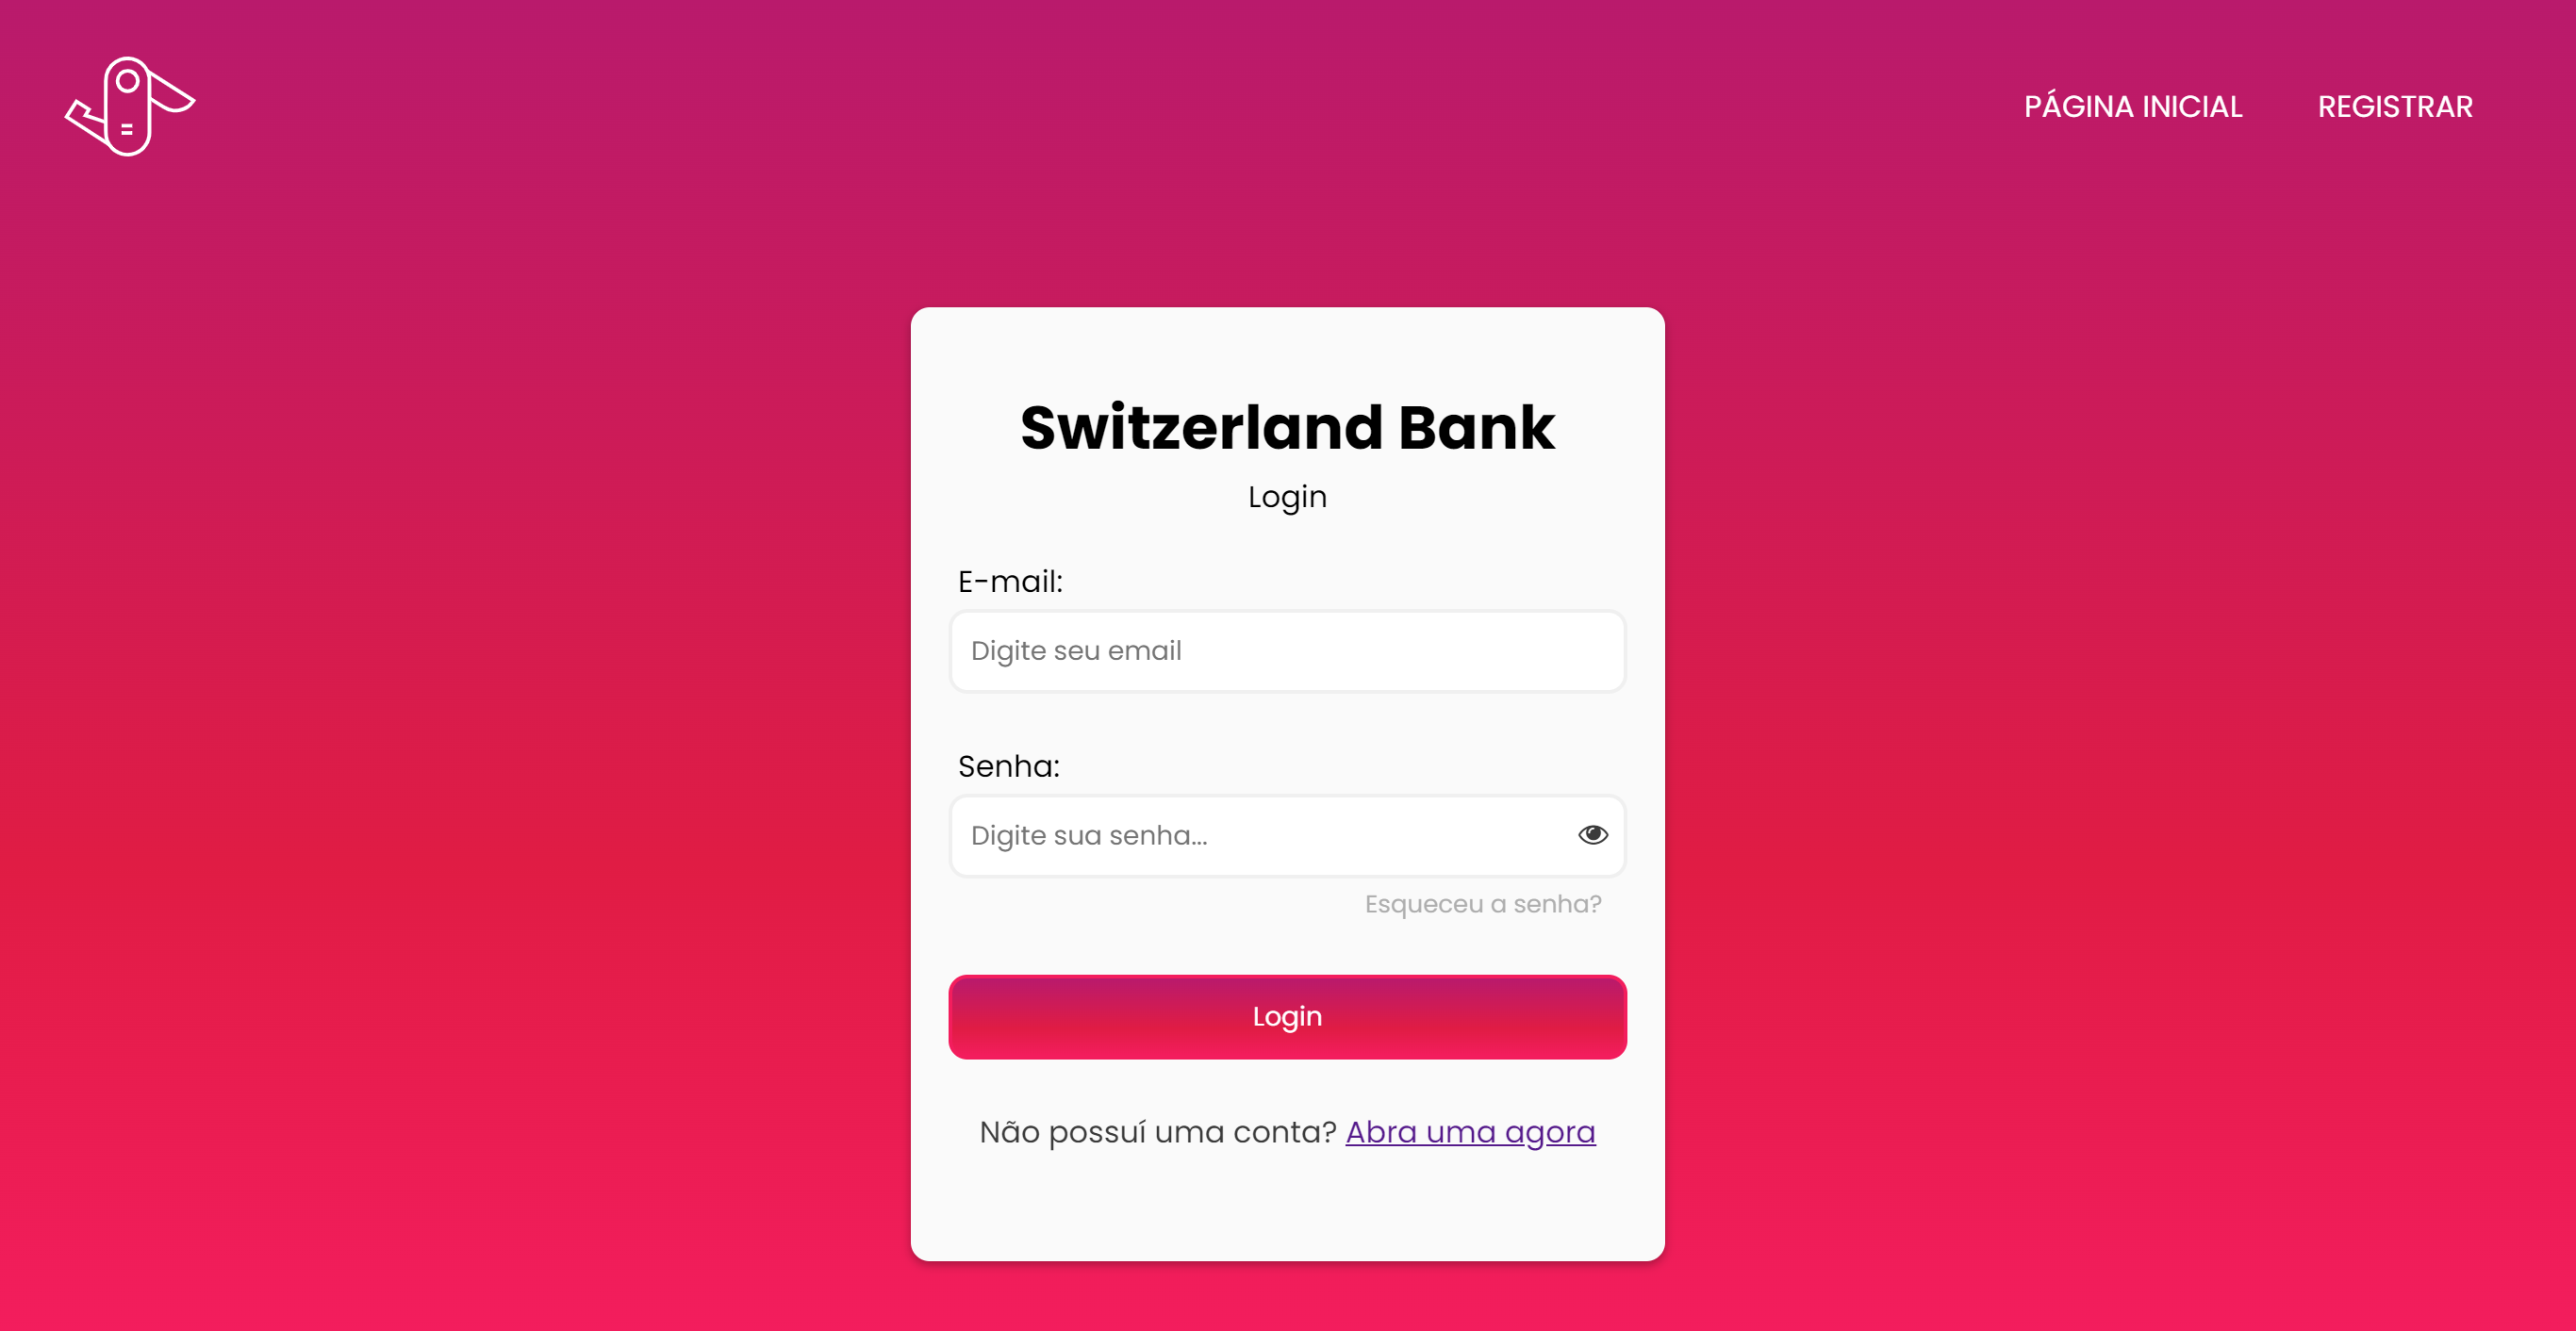 PÁGINA INICIAL
REGISTRAR
Switzerland Bank
Login
E-mail:
Digite seu email
Senha:
Digite sua senha...
Esqueceu a senha?
Login
Não possuí uma conta? Abra uma agora